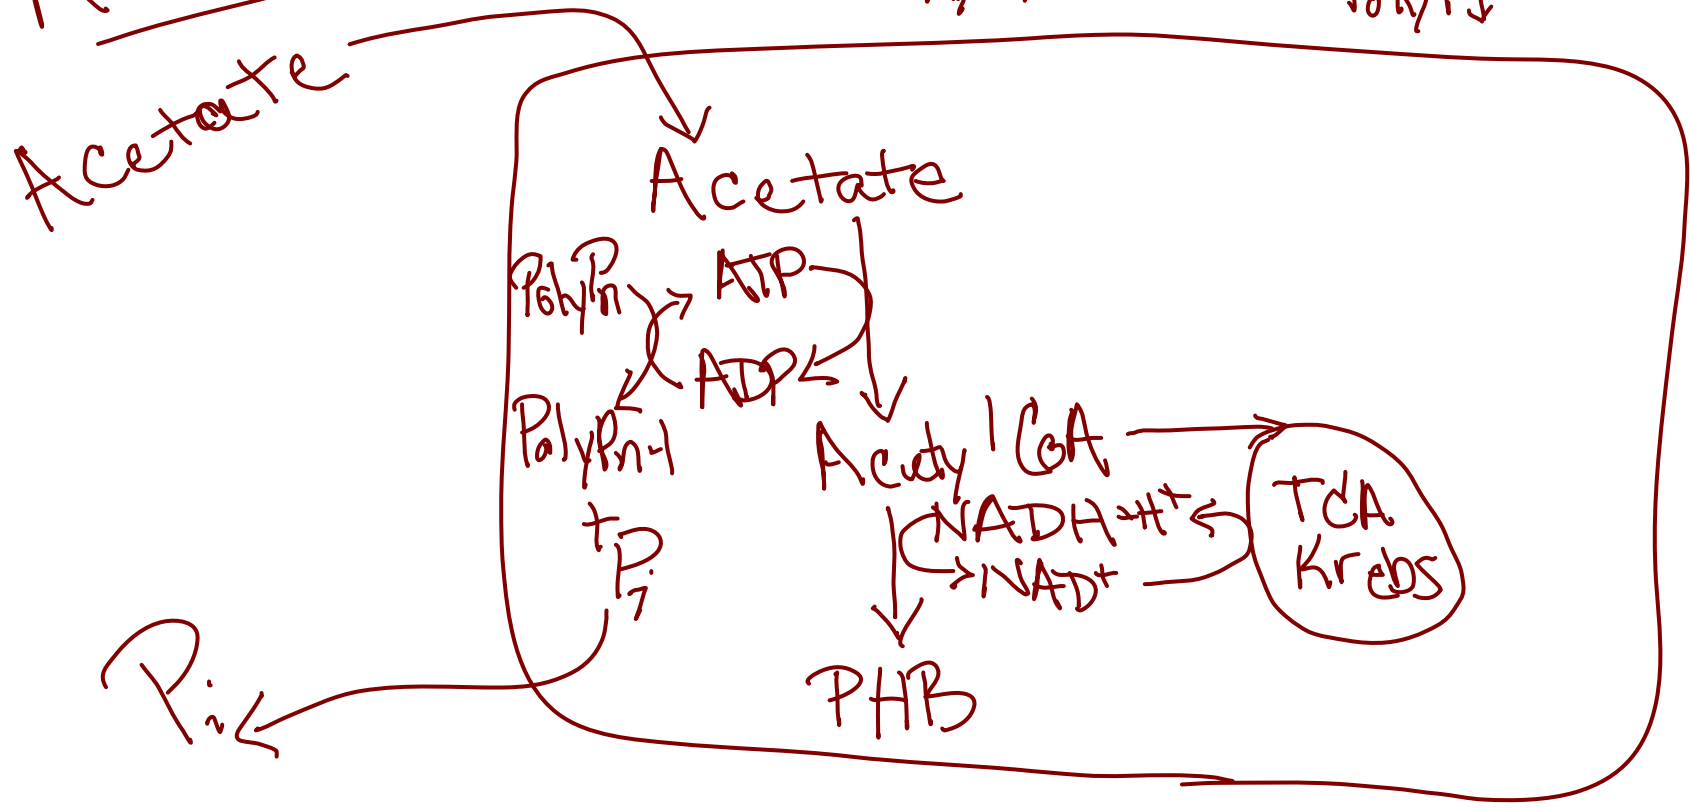 Acetate
Acetate
PolyPn
ATP
ADP
PolyPn-1
+
Pi
Acetyl CoA
NADH+H+
NAD+
TCA
Krebs
PHB
Pi